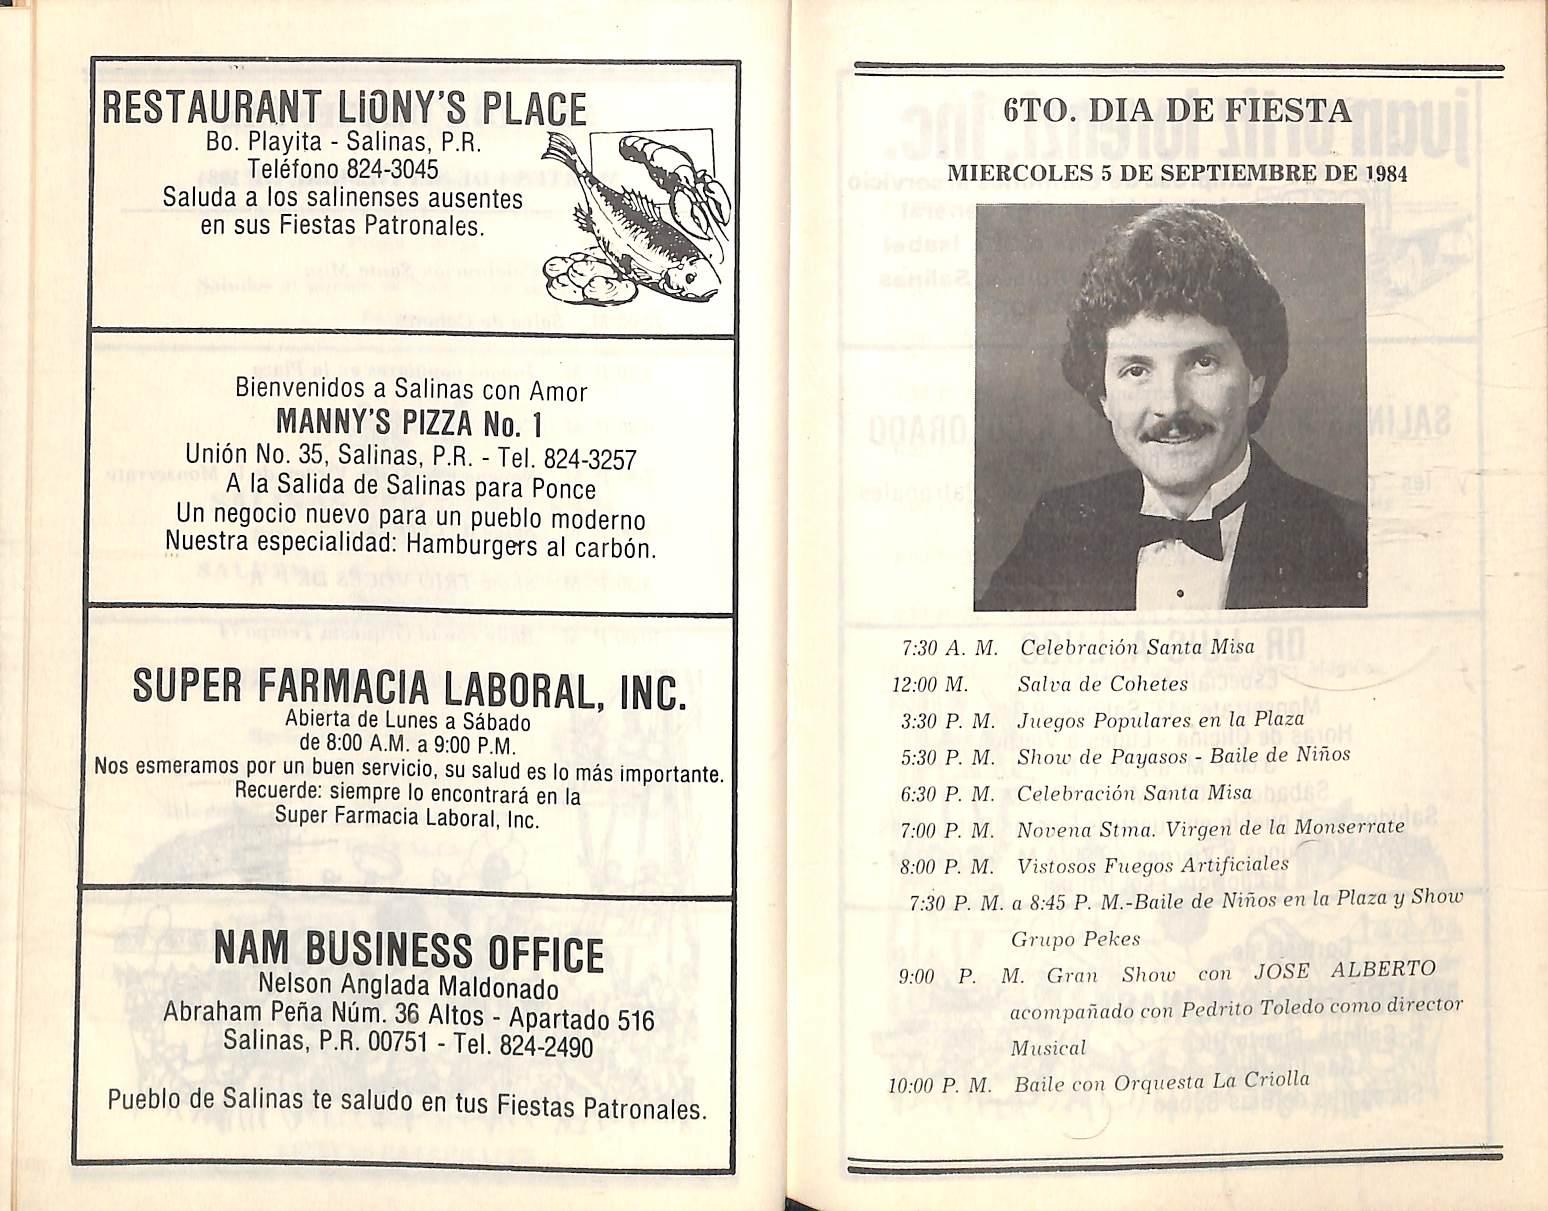 RESTAURANT LIONY'S PLACE
Bo. Playita - Salinas, P.R.
Teléfono 824-3045
Saluda a los salinenses ausentes
en sus Fiestas Patronales.
Bienvenidos a Salinas con Amor
MANNY'S PIZZA No. 1
Unión No. 35, Salinas, P.R. - Tel. 824-3257
A la Salida de Salinas para Ponce
Un negocio nuevo para un pueblo moderno
Nuestra especialidad: Hamburgers al carbón.
SUPER FARMACIA LABORAL, INC.
Abierta de Lunes a Sábado
de 8:00 A.M. a 9:00 P.M.
Nos esmeramos por un buen servicio, su salud es lo más importante.
Recuerde: siempre lo encontrará en la
Super Farmacia Laboral, Inc.
NAM BUSINESS OFFICE
Nelson Anglada Maldonado
Abraham Peña Núm. 36 Altos - Apartado 516
Salinas, P.R. 00751 - Tel. 824-2490
Pueblo de Salinas te saludo en tus Fiestas Patronales.
6TO. DIA DE FIESTA
MIERCOLES 5 DE SEPTIEMBRE DE 1984
7:30 A. M. Celebración Santa Misa
12:00 M. Salva de Cohetes
3:30 P. M. Juegos Populares en la Plaza
5:30 P. M. Show de Payasos - Baile de Niños
6:30 P. M. Celebración Santa Misa
7:00 P. M. Novena Stma. Virgen de la Monserrate
8:00 P. M. Vistosos Fuegos Artificiales
7:30 P. M. a 8:45 P. M.-Baile de Niños en la Plaza y Show
Grupo Pekes
9:00 P. M. Gran Show con JOSE ALBERTO
acompañado con Pedrito Toledo como director
Musical
10:00 P. M. Baile con Orquesta La Criolla